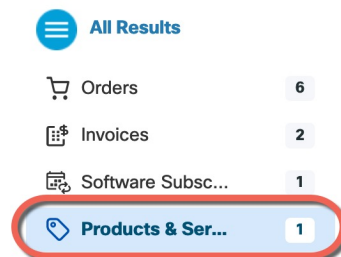 All Results
Orders 6
Invoices 2
Software Subsc... 1
Products & Ser... 1